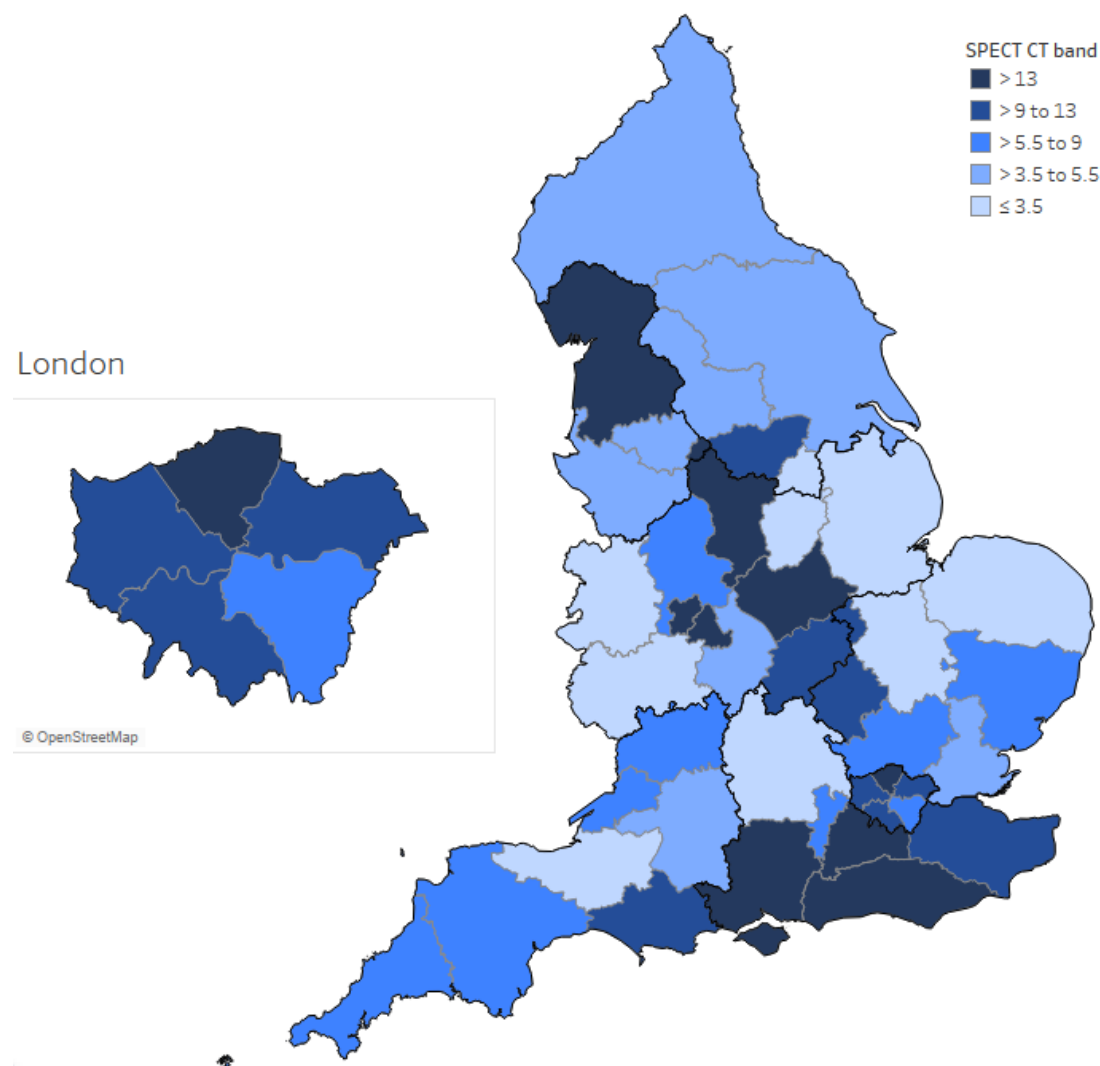 SPECT CT band
> 13
> 9 to 13
> 5.5 to 9
> 3.5 to 5.5
≤ 3.5
London
© OpenStreetMap